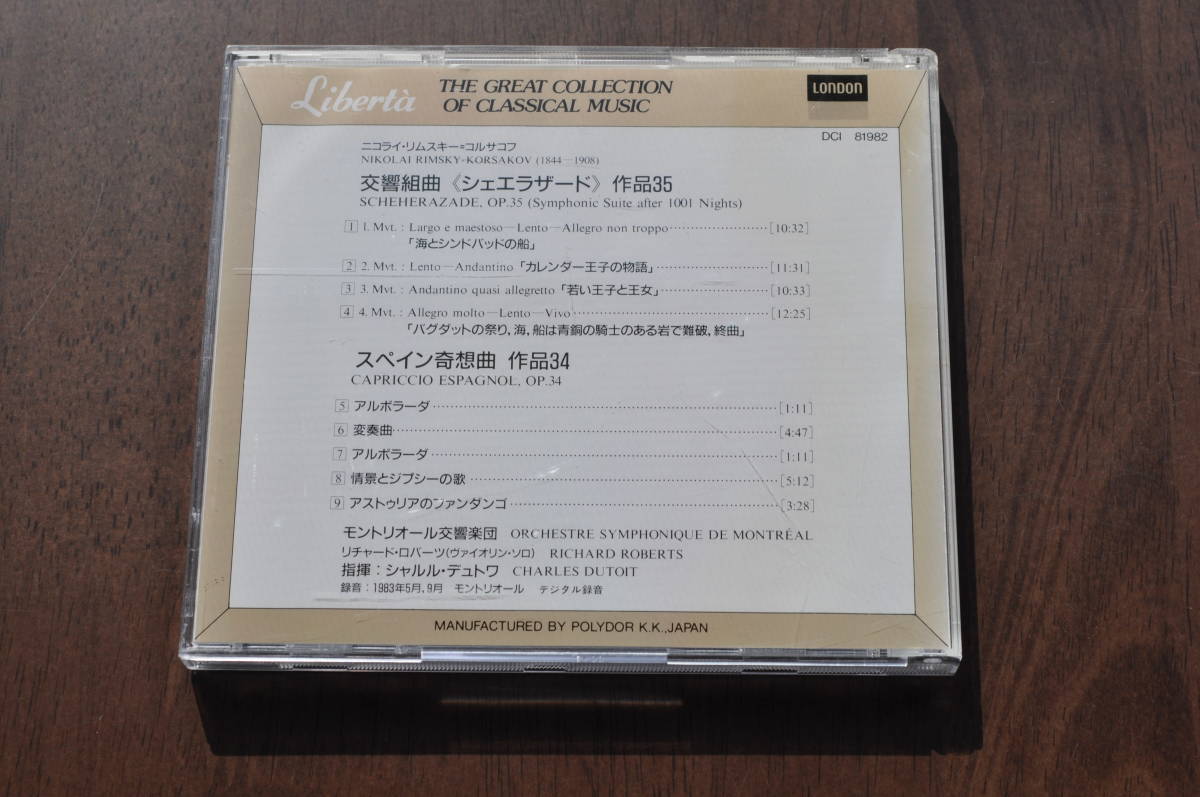 Libertà THE GREAT COLLECTION
OF CLASSICAL MUSIC
LONDON
DCI 81982
ニコライ・リムスキー=コルサコフ
NIKOLAI RIMSKY-KORSAKOV (1844—1908)
交響組曲《シェエラザード》 作品35
SCHEHERAZADE, OP.35 (Symphonic Suite after 1001 Nights)
1 1. Mvt. : Largo e maestoso—Lento—Allegro non troppo………………[10:32]
「海とシンドバッドの船」
2 2. Mvt. : Lento—Andantino「カレンダー王子の物語」………………[11:31]
3 3. Mvt. : Andantino quasi allegretto「若い王子と王女」………………[10:33]
4 4. Mvt. : Allegro molto—Lento—Vivo………………[12:25]
「バグダットの祭り, 海, 船は青銅の騎士のある岩で難破, 終曲」
スペイン奇想曲 作品34
CAPRICCIO ESPAGNOL, OP.34
5 アルボラーダ………………[1:11]
6 変奏曲………………[4:47]
7 アルボラーダ………………[1:11]
8 情景とジプシーの歌………………[5:12]
9 アストゥリアのファンダンゴ………………[3:28]
モントリオール交響楽団 ORCHESTRE SYMPHONIQUE DE MONTRÉAL
リチャード・ロバーツ(ヴァイオリン・ソロ) RICHARD ROBERTS
指揮:シャルル・デュトワ CHARLES DUTOIT
録音:1983年5月, 9月 モントリオール デジタル録音
MANUFACTURED BY POLYDOR K.K., JAPAN